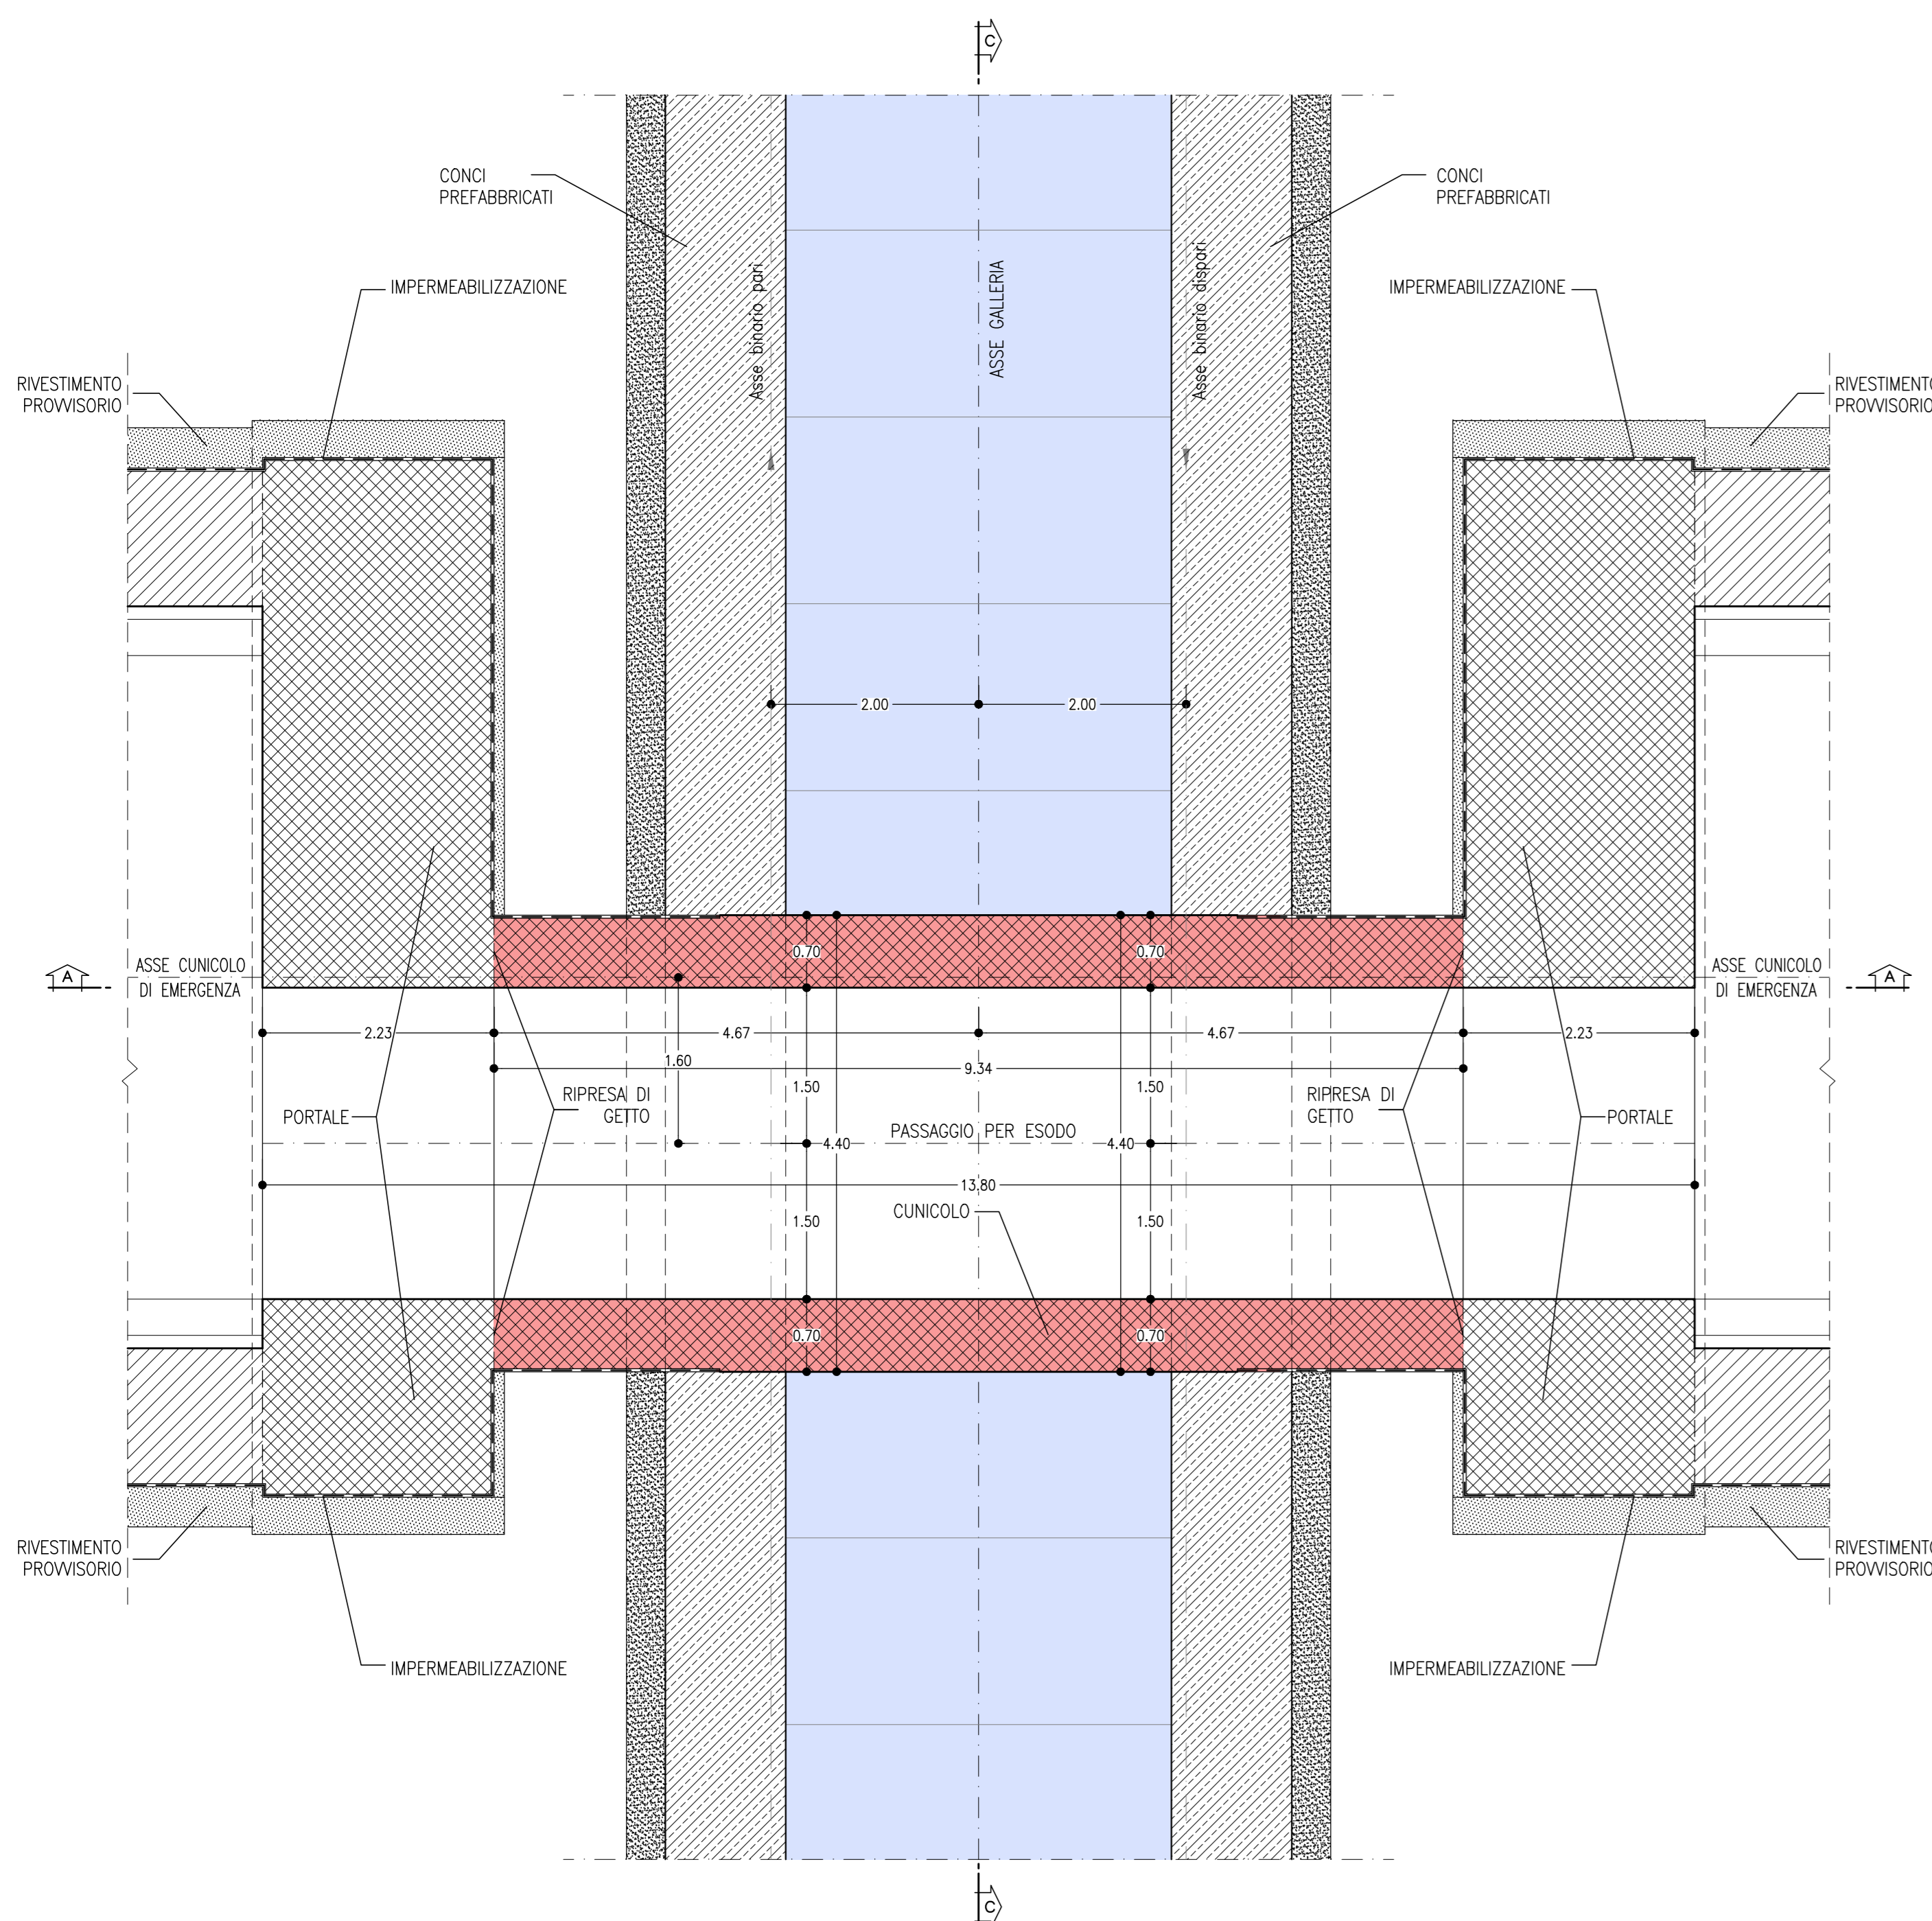 C
CONCI
PREFABBRICATI
CONCI
PREFABBRICATI
IMPERMEABILIZZAZIONE
IMPERMEABILIZZAZIONE
Asse binario pari
ASSE GALLERIA
Asse binario dispari
RIVESTIMENTO
PROVVISORIO
RIVESTIMENTO
PROVVISORIO
2.00
2.00
0.70
0.70
A
ASSE CUNICOLO
DI EMERGENZA
ASSE CUNICOLO
DI EMERGENZA
A
2.23
4.67
4.67
2.23
1.60
9.34
1.50
1.50
RIPRESA DI
GETTO
RIPRESA DI
GETTO
PORTALE
PORTALE
PASSAGGIO PER ESODO
4.40
4.40
13.80
CUNICOLO
1.50
1.50
0.70
0.70
RIVESTIMENTO
PROVVISORIO
RIVESTIMENTO
PROVVISORIO
IMPERMEABILIZZAZIONE
IMPERMEABILIZZAZIONE
C